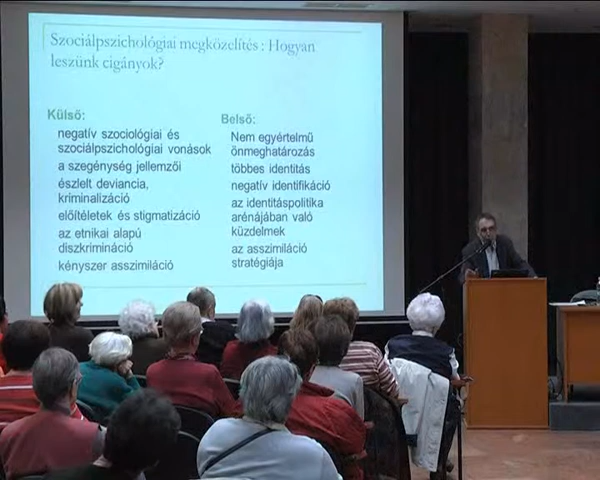 Szociálpszichológiai megközelítés : Hogyan
leszünk cigányok?
Külső:
negatív szociológiai és
szociálpszichológiai vonások
a szegénység jellemzői
észlelt deviancia,
kriminalizáció
előítéletek és stigmatizáció
az etnikai alapú
diszkrimináció
kényszer asszimiláció
Belső:
Nem egyértelmű
önmeghatározás
többes identitás
negatív identifikáció
az identitáspolitika
arénájában való
küzdelmek
az asszimiláció
stratégiája